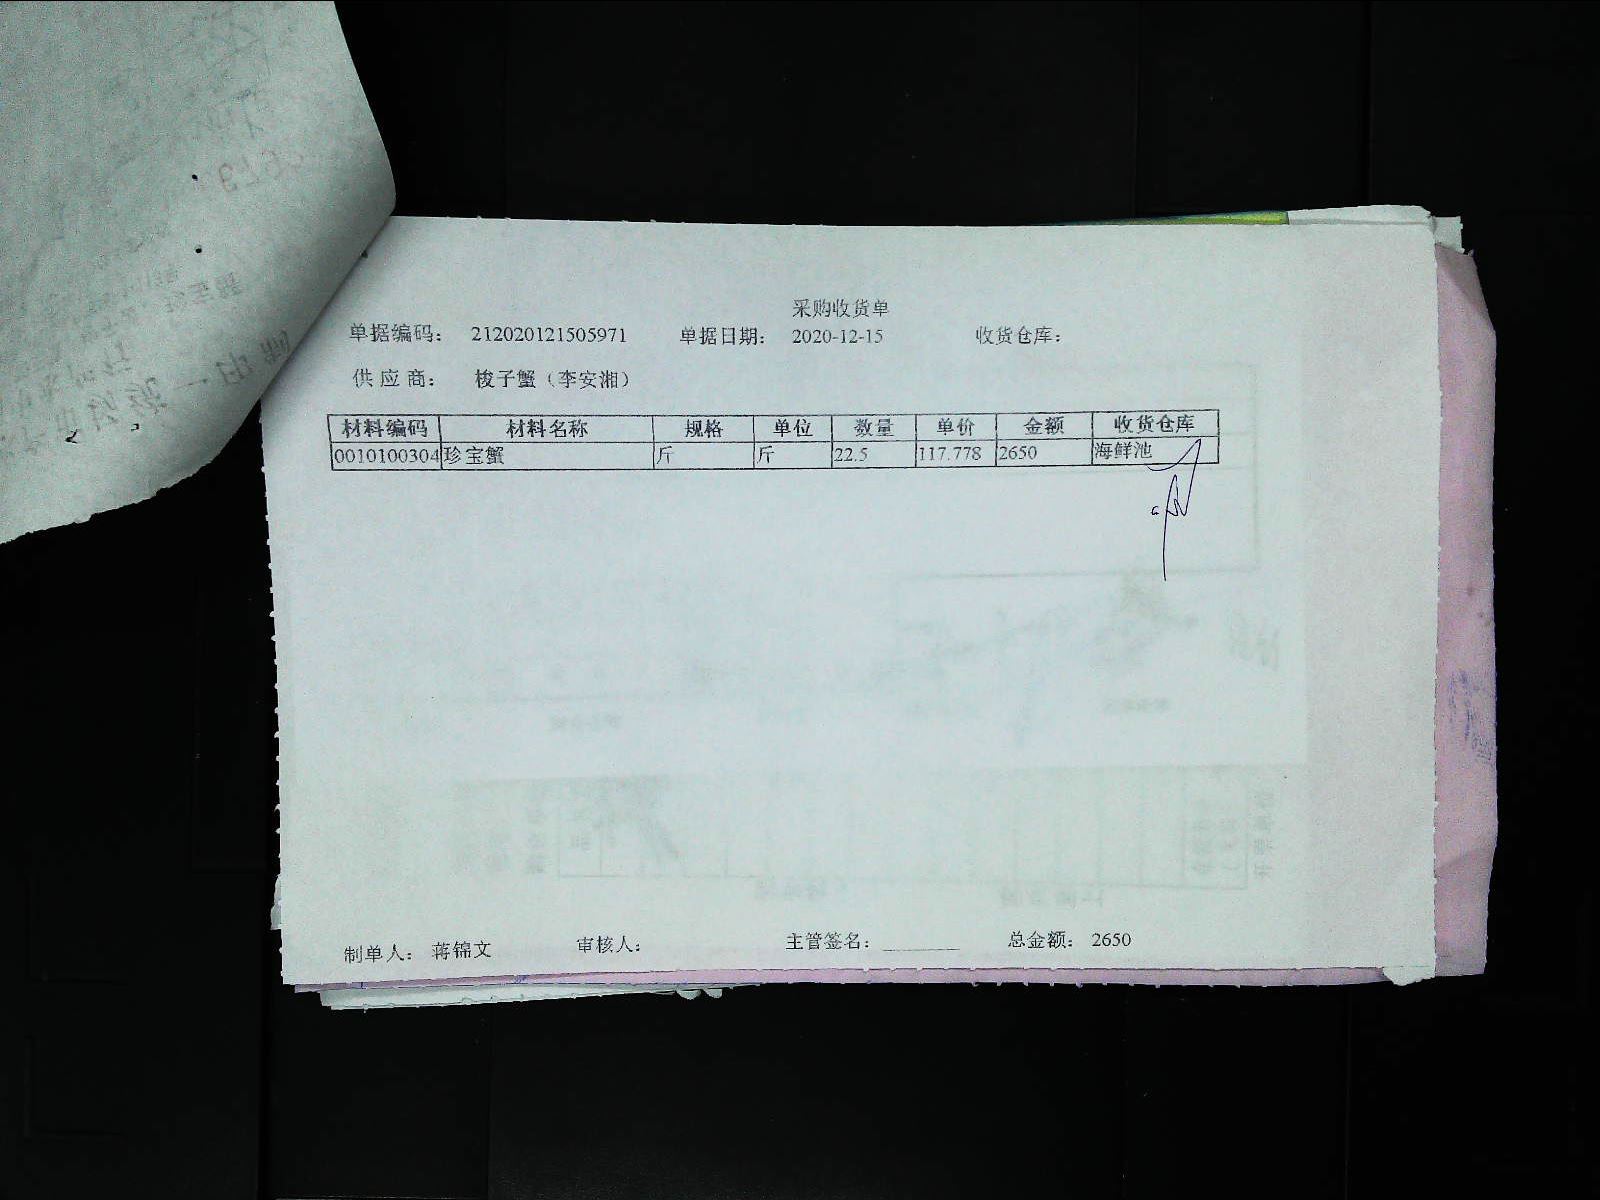 采购收货单
单据编码： 212020121505971 单据日期： 2020-12-15 收货仓库：
供 应 商： 梭子蟹（李安湘）
材料编码 材料名称 规格 单位 数量 单价 金额 收货仓库
0010100304 珍宝蟹 斤 斤 22.5 117.778 2650 海鲜池
制单人： 蒋锦文 审核人： 主管签名： 总金额： 2650